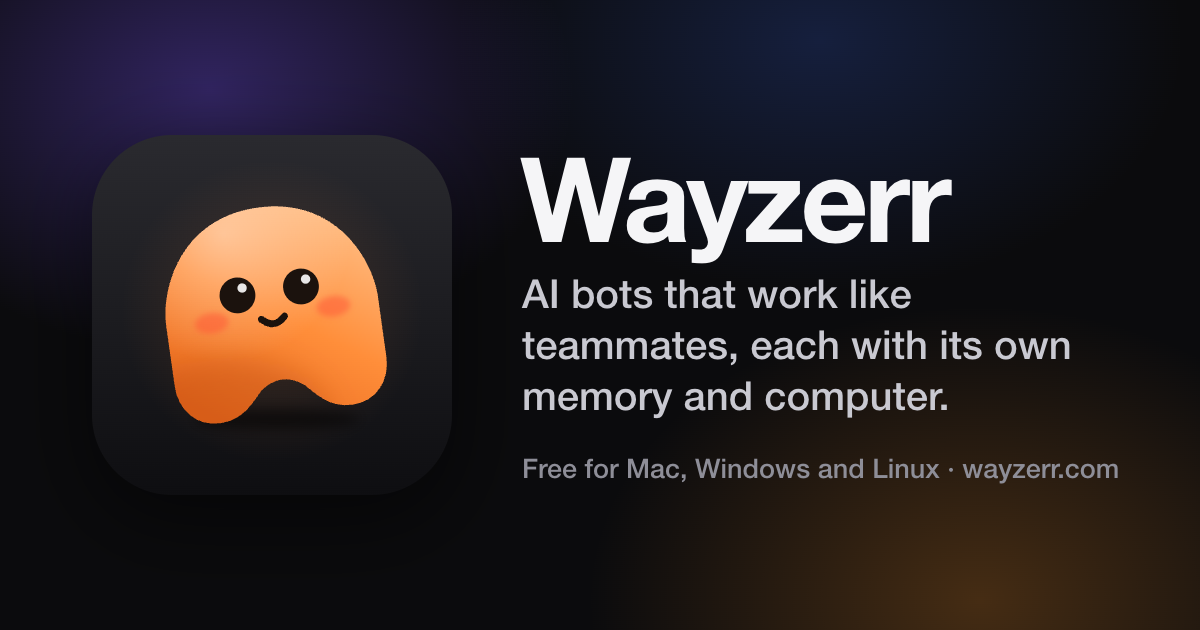 Wayzerr
AI bots that work like
teammates, each with its own
memory and computer.
Free for Mac, Windows and Linux · wayzerr.com